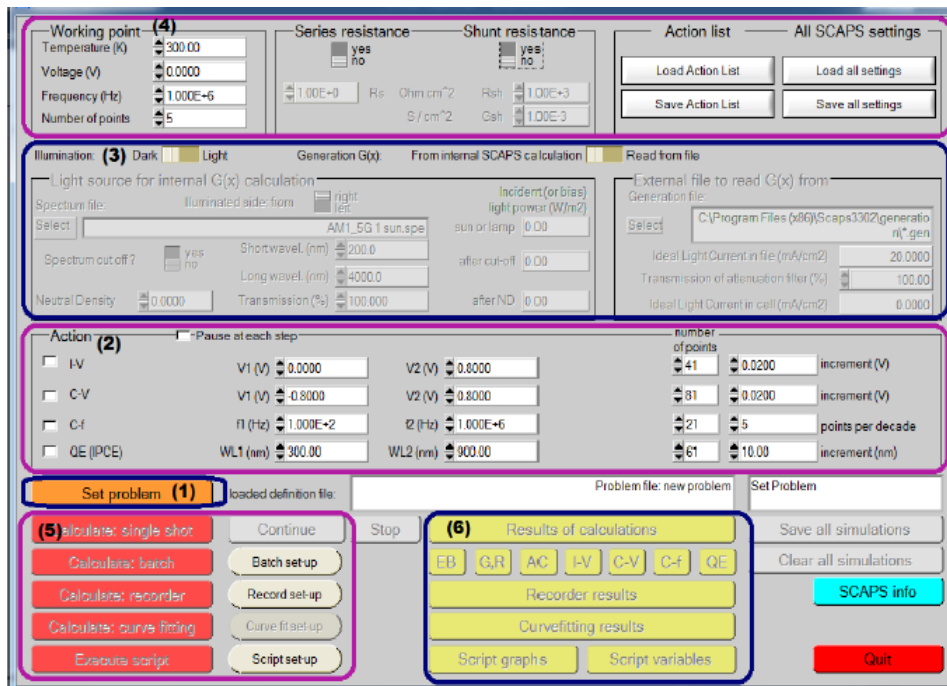 Working point (4)
Temperature (K) 300.00
Voltage (V) 0.0000
Frequency (Hz) 1.000E+6
Number of points 5
Series resistance
yes
no
Shunt resistance
yes
no
1.00E+0 Rs Ohm cm^2 Rsh 1.00E+3
S / cm^2 Gsh 1.00E-3
Action list
Load Action List
Save Action List
All SCAPS settings
Load all settings
Save all settings
Illumination: (3) Dark Light Generation G(x): From internal SCAPS calculation Read from file
Light source for internal G(x) calculation
Spectrum file: Illuminated side: from right
left
Incident (or bias)
light power (W/m2)
Select AM1_5G 1 sun.spe sun or lamp 0.00
Spectrum cut off ? yes
no
Short wavel. (nm) 200.0
Long wavel. (nm) 4000.0
after cut-off 0.00
Neutral Density 0.0000 Transmission (%) 100.000 after ND 0.00
External file to read G(x) from
Generation file:
Select C:\Program Files (x86)\Scaps3302\generatio
n\*.gen
Ideal Light Current in file (mA/cm2) 20.0000
Transmission of attenuation filter (%) 100.00
Ideal Light Current in cell (mA/cm2) 0.0000
Action (2) Pause at each step number
of points
I-V V1 (V) 0.0000 V2 (V) 0.8000 41 0.0200 increment (V)
C-V V1 (V) -0.8000 V2 (V) 0.8000 81 0.0200 increment (V)
C-f f1 (Hz) 1.000E+2 f2 (Hz) 1.000E+6 21 5 points per decade
QE (IPCE) WL1 (nm) 300.00 WL2 (nm) 900.00 61 10.00 increment (nm)
Set problem (1) loaded definition file: Problem file: new problem Set Problem
(5) Calculate: single shot Continue Stop
Calculate: batch Batch set-up
Calculate: recorder Record set-up
Calculate: curve fitting Curve fit set-up
Execute script Script set-up
(6) Results of calculations
EB G,R AC I-V C-V C-f QE
Recorder results
Curvefitting results
Script graphs Script variables
Save all simulations
Clear all simulations
SCAPS info
Quit